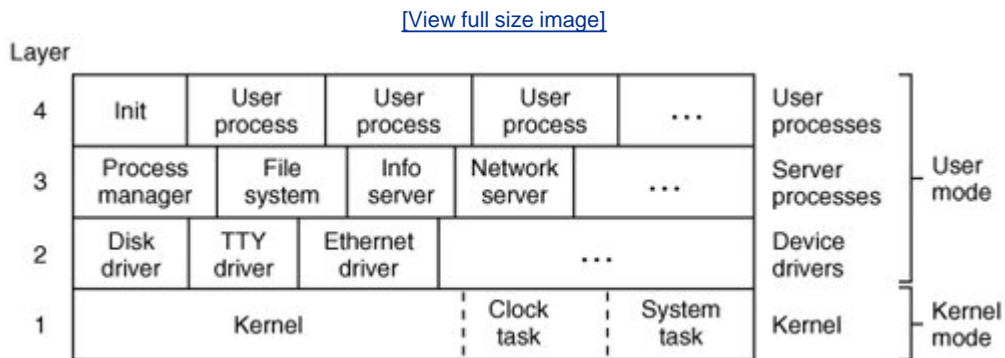 [View full size image]
Layer
4 Init User process User process User process ... User processes
3 Process manager File system Info server Network server ... Server processes User mode
2 Disk driver TTY driver Ethernet driver ... Device drivers
1 Kernel Clock task System task Kernel Kernel mode